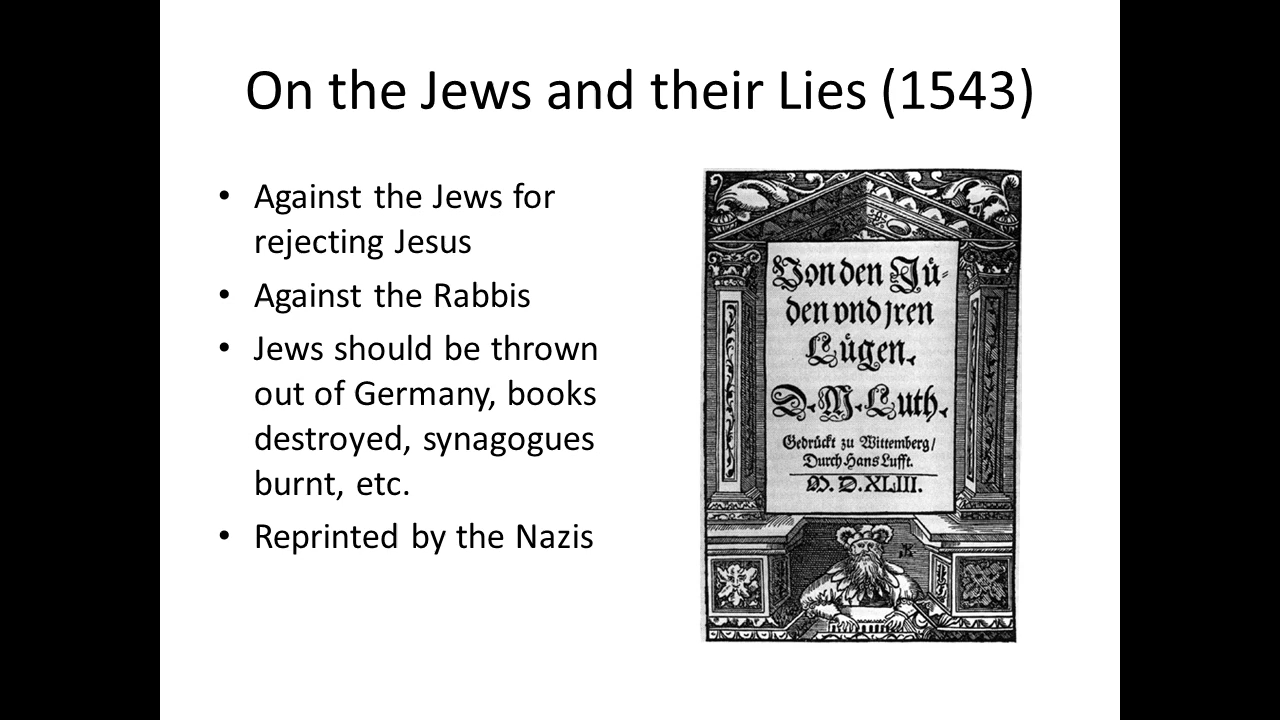 On the Jews and their Lies (1543)
• Against the Jews for
rejecting Jesus
• Against the Rabbis
• Jews should be thrown
out of Germany, books
destroyed, synagogues
burnt, etc.
• Reprinted by the Nazis
Von den Jü⸗
den vnd jren
Lügen.
D. M. Luth.
Gedrückt zu Wittemberg/
Durch Hans Lufft.
M. D. XLIII.